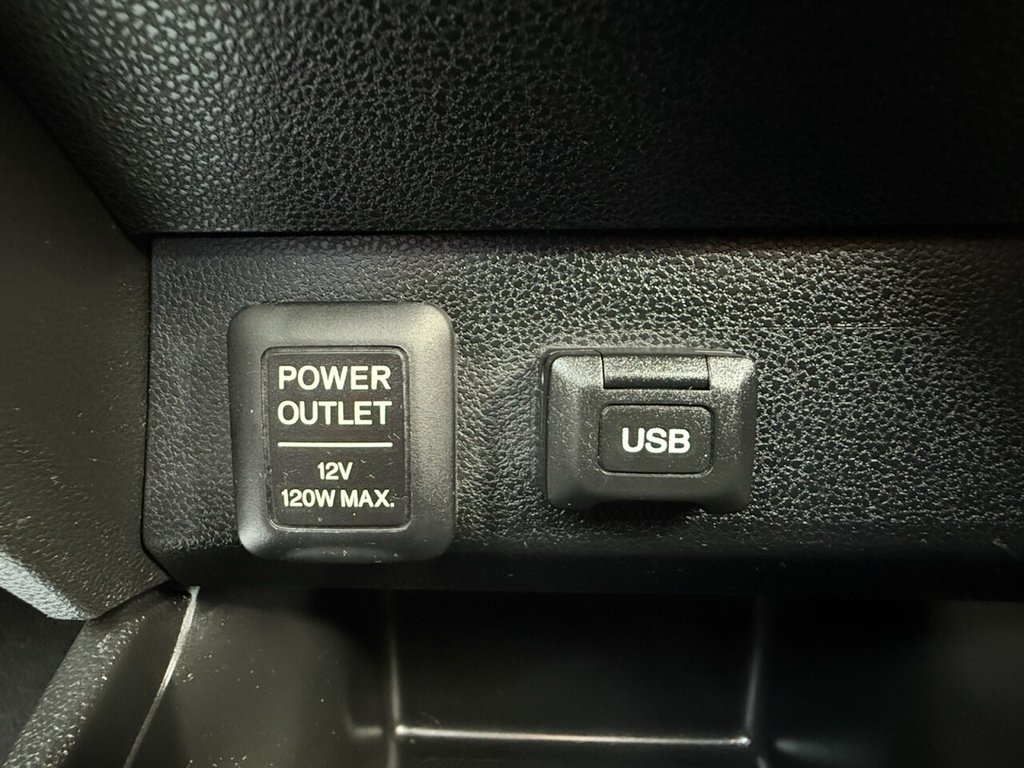 POWER
OUTLET
12V
120W MAX.
USB